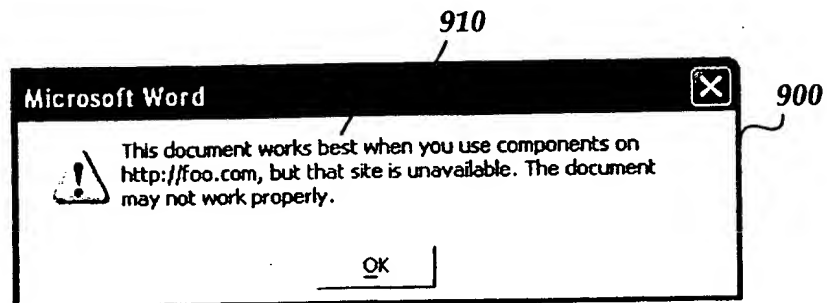 910
Microsoft Word
900
This document works best when you use components on
http://foo.com, but that site is unavailable. The document
may not work properly.
OK